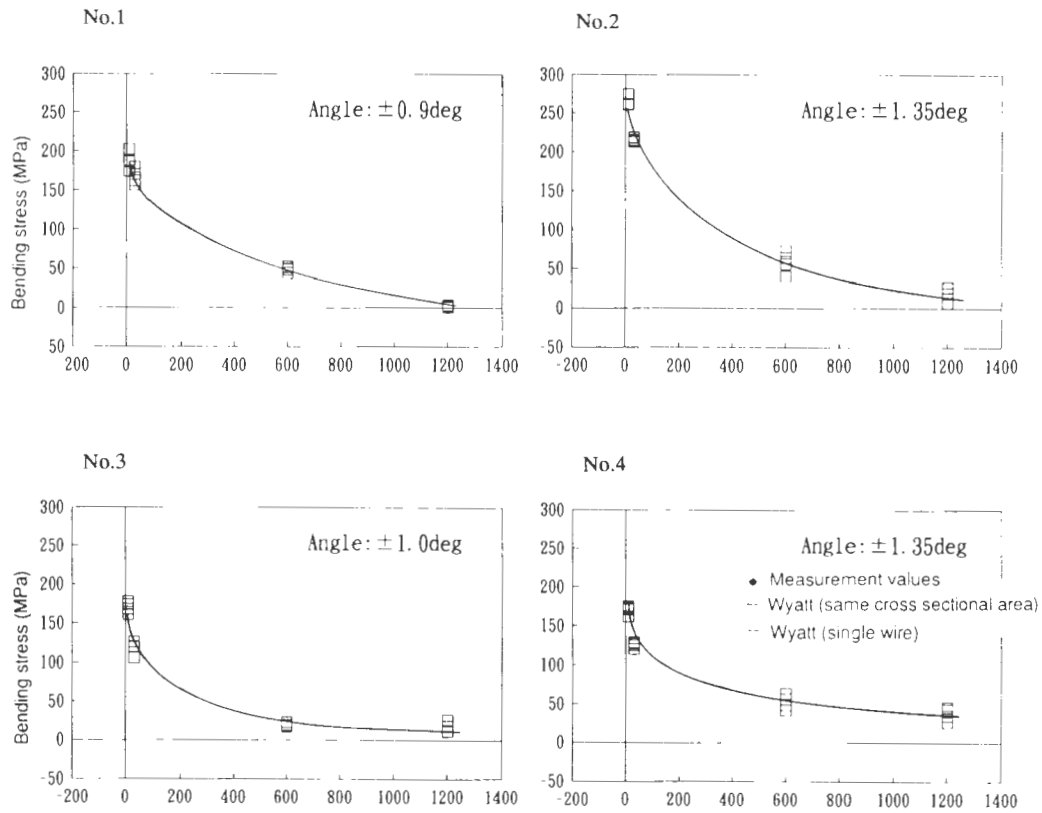 No.1
No.2
300
250
200
150
100
50
0
50
Bending stress (MPa)
Angle: ±0.9deg
200 0 200 400 600 800 1000 1200 1400
300
250
200
150
100
50
0
-50
Angle: ±1.35deg
-200 0 200 400 600 800 1000 1200 1400
No.3
No.4
300
250
200
150
100
50
0
-50
Bending stress (MPa)
Angle: ±1.0deg
-200 0 200 400 600 800 1000 1200 1400
300
250
200
150
100
50
0
-50
Angle: ±1.35deg
Measurement values
Wyatt (same cross sectional area)
Wyatt (single wire)
-200 0 200 400 600 800 1000 1200 1400